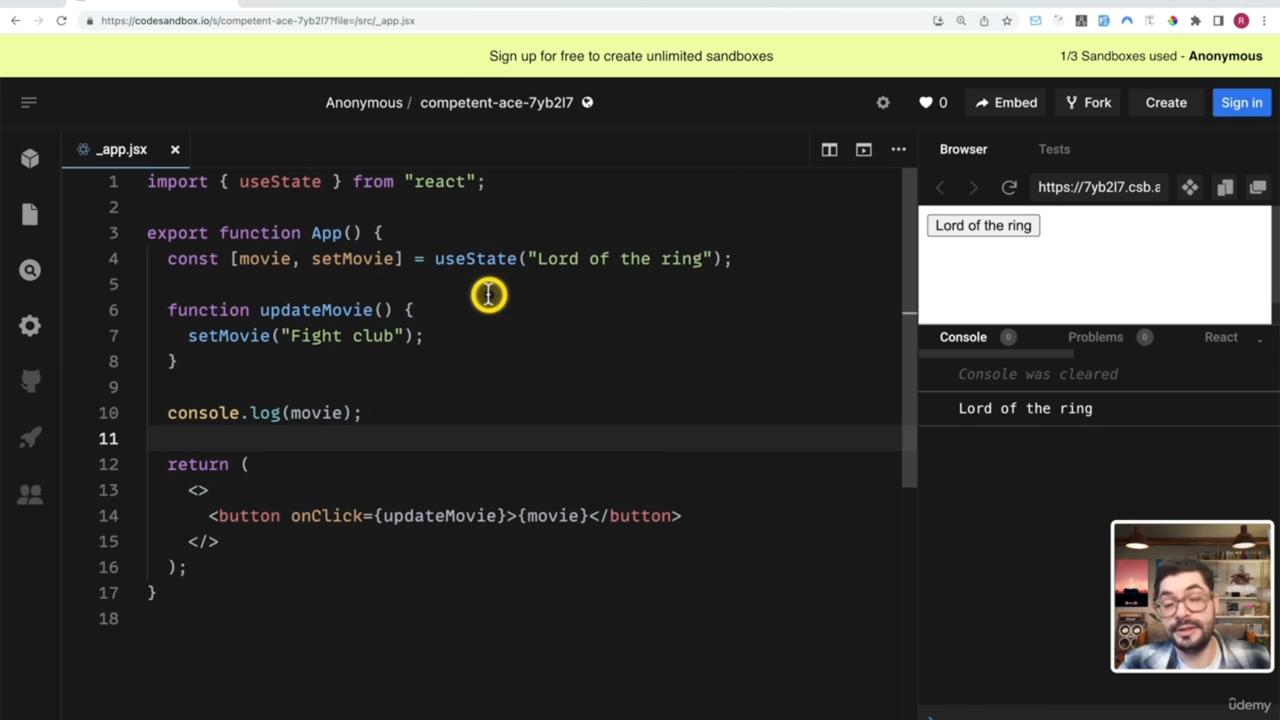 https://codesandbox.io/s/competent-ace-7yb2l7?file=/src/_app.jsx
R
Sign up for free to create unlimited sandboxes
1/3 Sandboxes used - Anonymous
Anonymous / competent-ace-7yb2l7
0
Embed
Fork
Create
Sign in
_app.jsx
Browser
Tests
https://7yb2l7.csb.a
1 import { useState } from "react";
2
3 export function App() {
4 const [movie, setMovie] = useState("Lord of the ring");
5
6 function updateMovie() {
7 setMovie("Fight club");
8 }
9
10 console.log(movie);
11
12 return (
13 <>
14 <button onClick={updateMovie}>{movie}</button>
15 </>
16 );
17 }
18
Lord of the ring
Console 0
Problems 0
React
Console was cleared
Lord of the ring
ûdemy